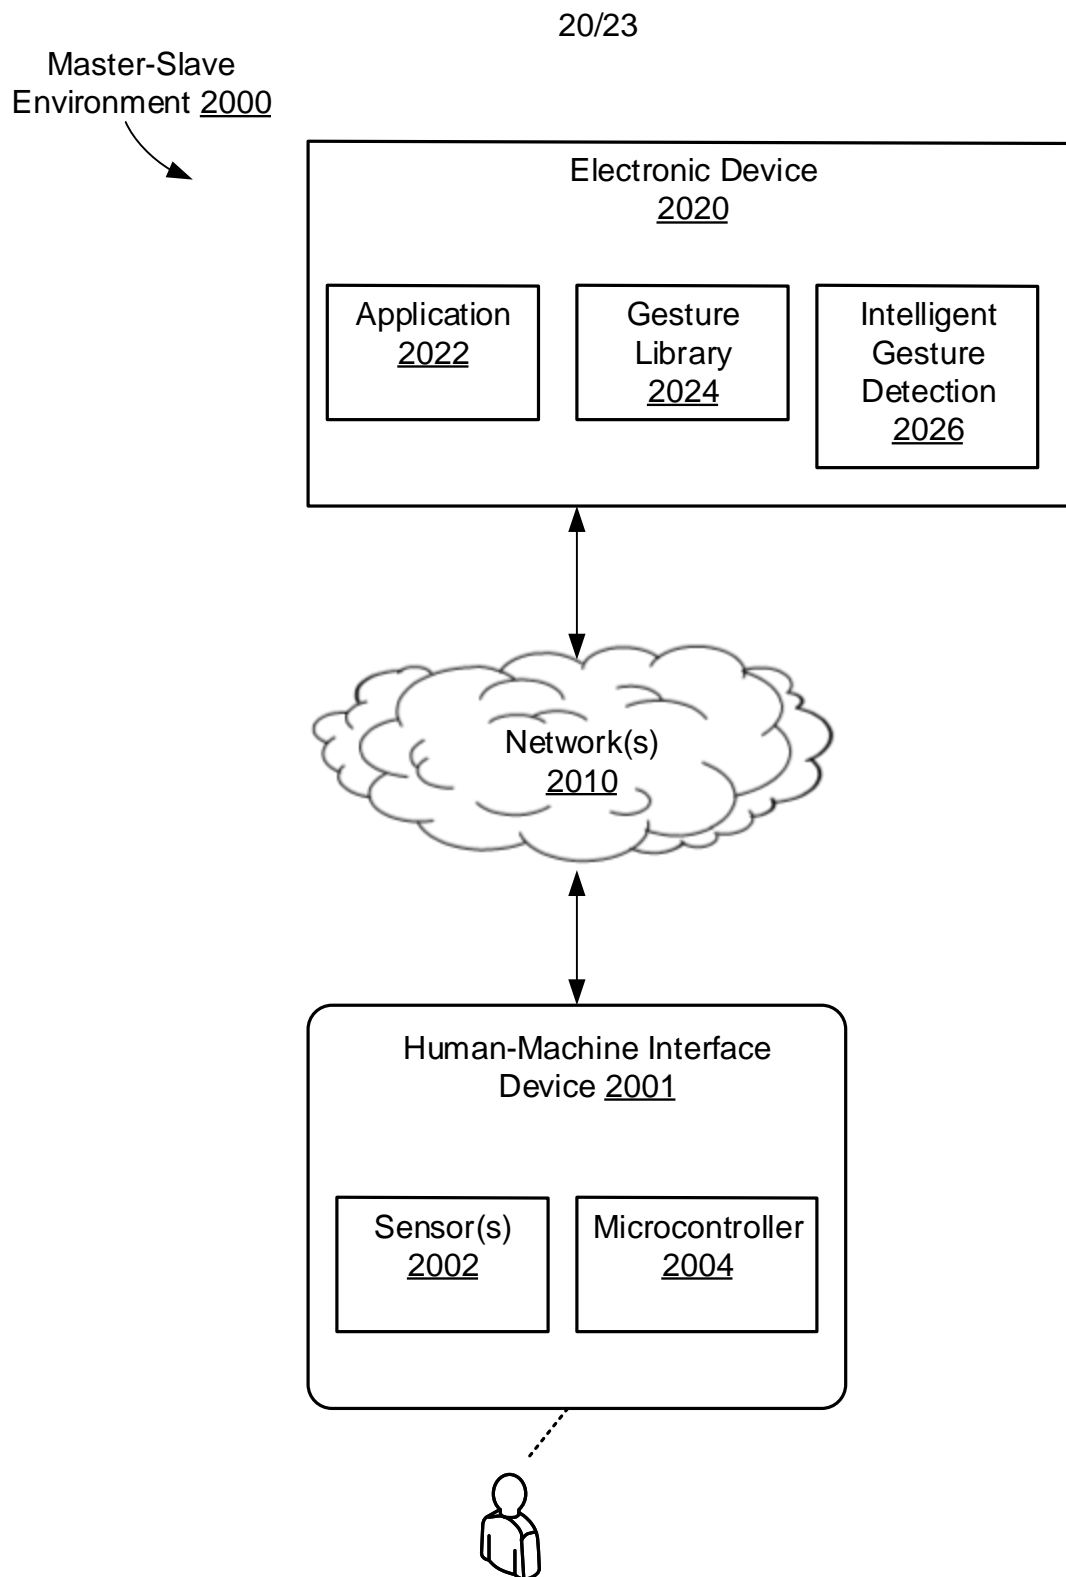 20/23
Master-Slave
Environment 2000
Electronic Device
2020
Application
2022
Gesture
Library
2024
Intelligent
Gesture
Detection
2026
Network(s)
2010
Human-Machine Interface
Device 2001
Sensor(s)
2002
Microcontroller
2004